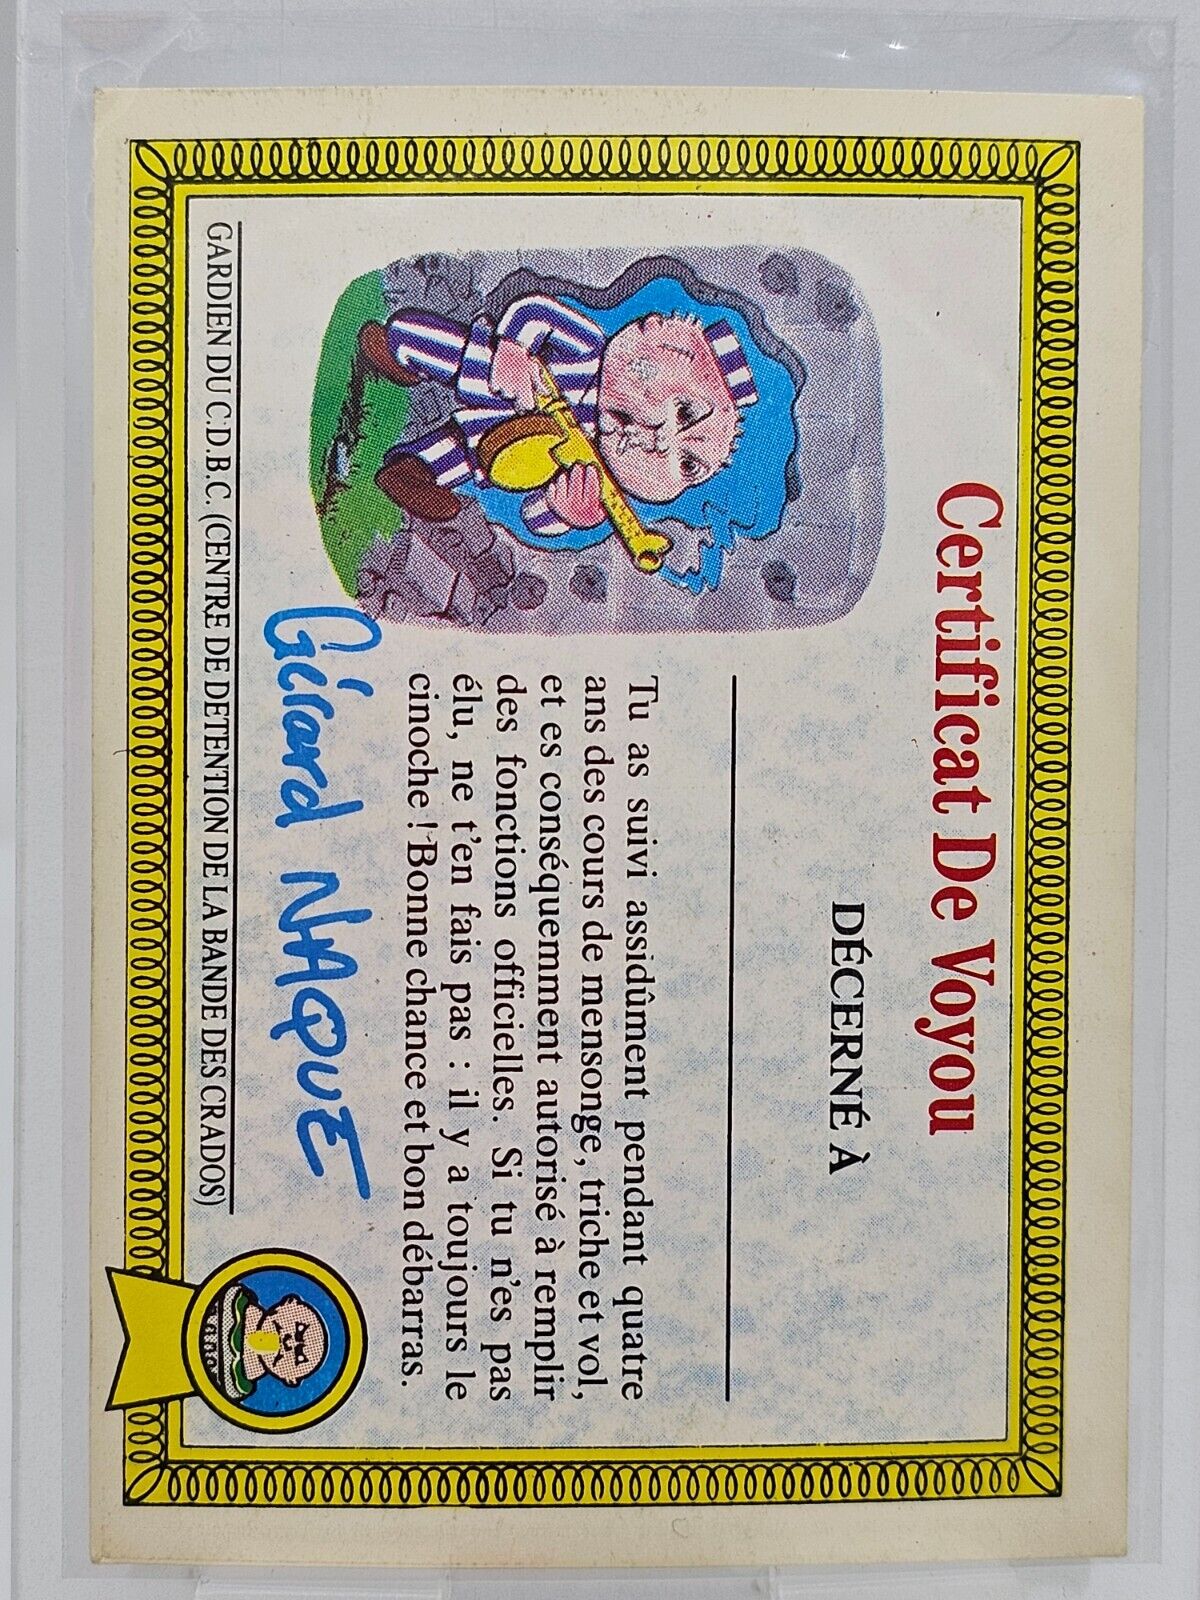 Certificat De Voyou
DÉCERNÉ À
Tu as suivi assidûment pendant quatre
ans des cours de mensonge, triche et vol,
et es conséquemment autorisé à remplir
des fonctions officielles. Si tu n'es pas
élu, ne t'en fais pas : il y a toujours le
cinoche ! Bonne chance et bon débarras.
Gérard NAQUE
GARDIEN DU C.D.B.C. (CENTRE DE DETENTION DE LA BANDE DES CRADOS)